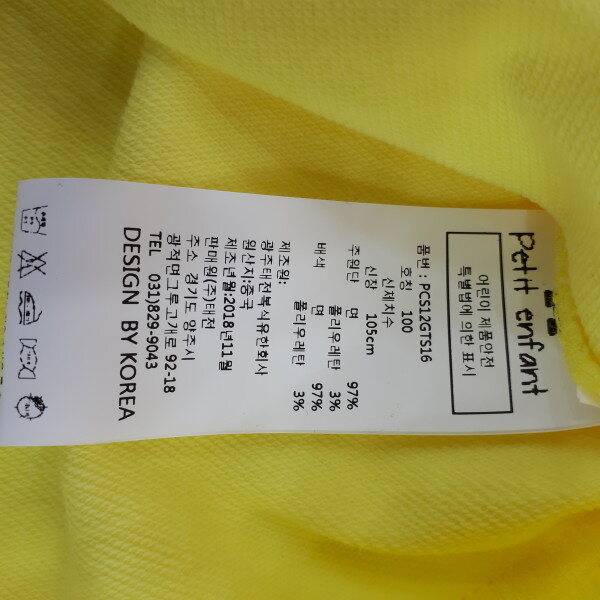 Petit enfant
어린이 제품안전
특별법에 의한 표시
품번 : PCS12GTS16
호칭 100
신체치수
신장 105cm
주원단 면 97%
폴리우레탄 3%
배색 면 97%
폴리우레탄 3%
제조원:
광주태전복식유한회사
원산지:중국
제조년월:2018년11월
판매원(주)대전
주소 경기도 양주시
광적면그루고개로 92-18
TEL 031)829-9043
DESIGN BY KOREA